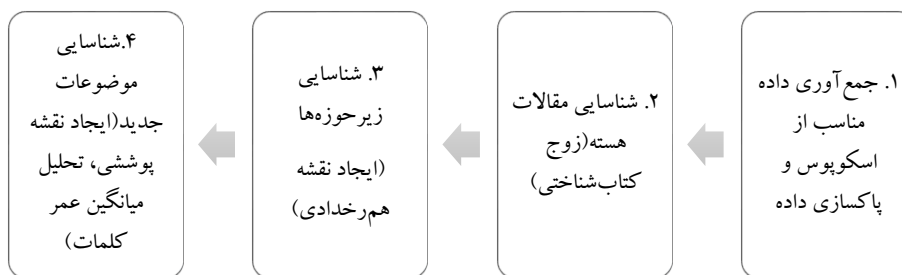 ۱. جمع‌آوری داده
مناسب از
اسکوپوس و
پاکسازی داده
۲. شناسایی مقالات
هسته(زوج
کتاب‌شناختی)
۳. شناسایی
زیرحوزه‌ها
(ایجاد نقشه
هم‌رخدادی)
۴.شناسایی
موضوعات
جدید(ایجاد نقشه
پوششی، تحلیل
میانگین عمر
کلمات)